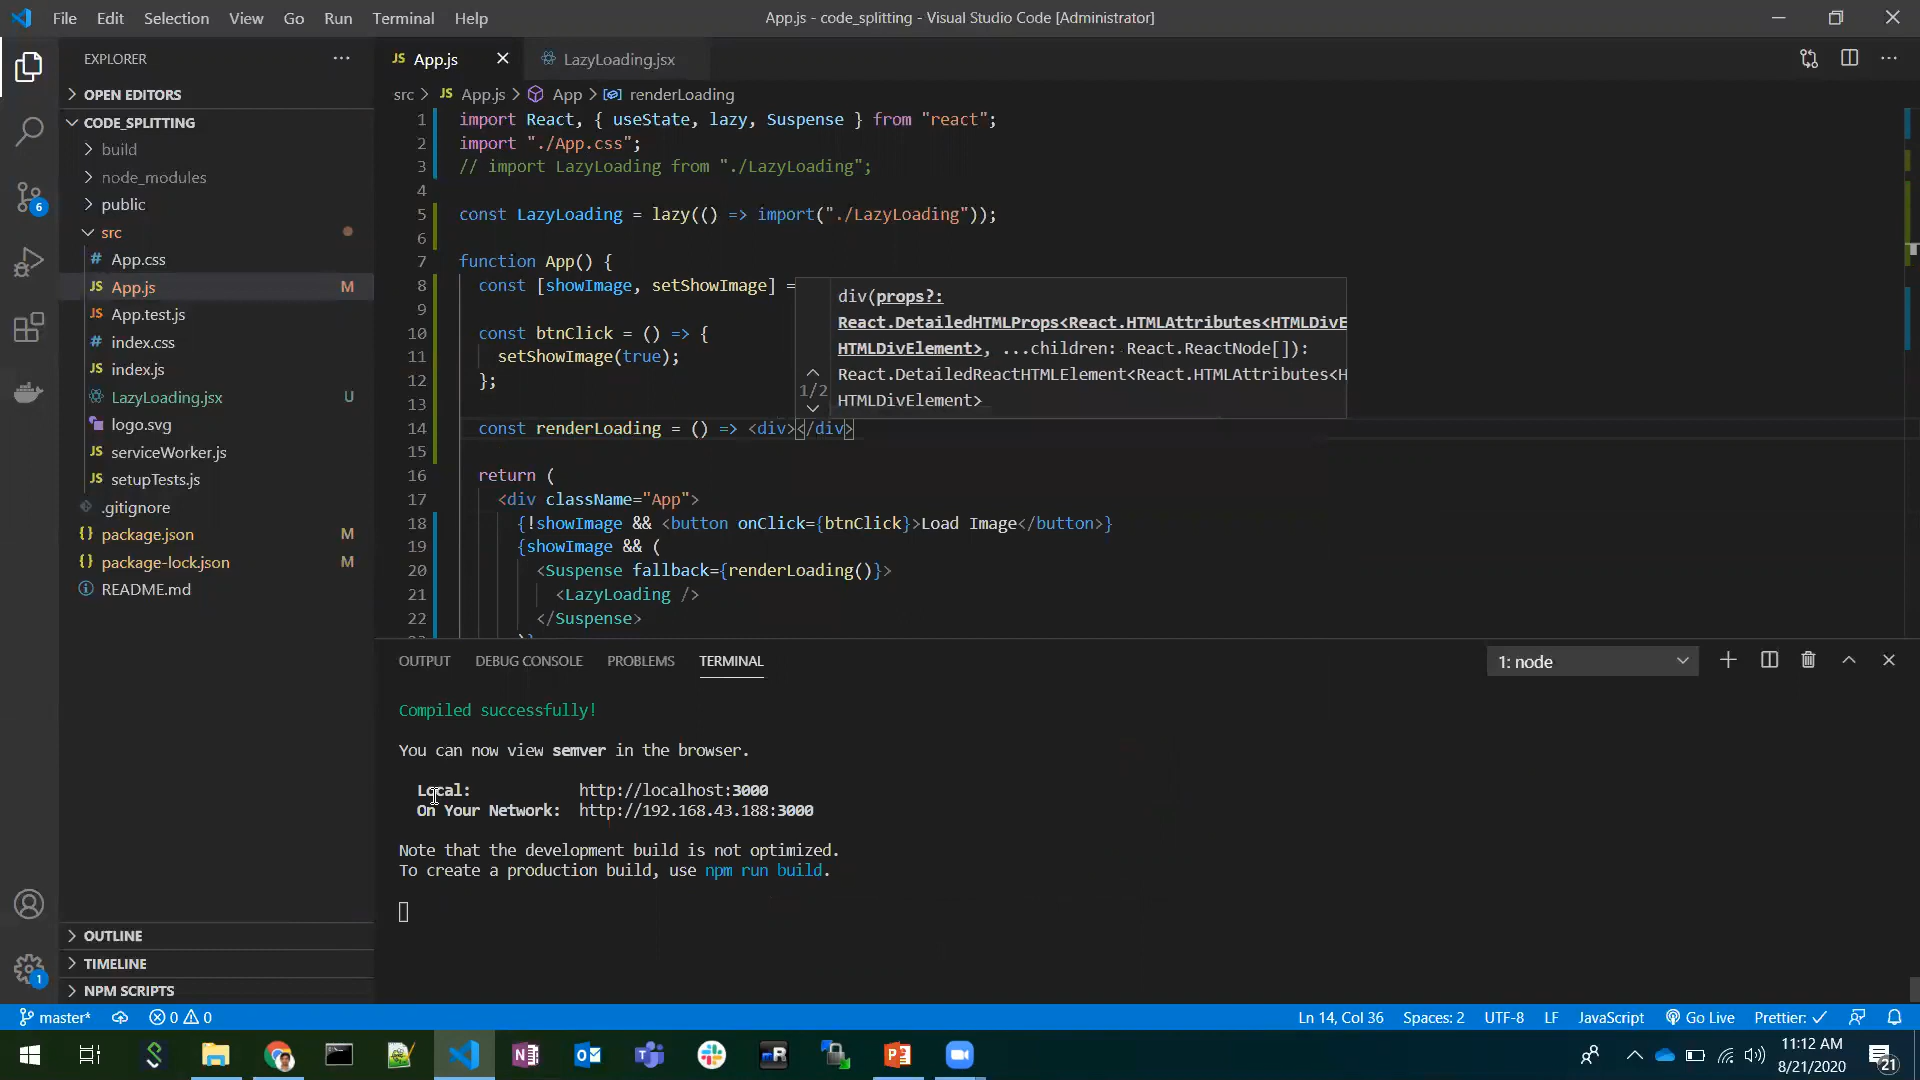 File Edit Selection View Go Run Terminal Help
App.js - code_splitting - Visual Studio Code [Administrator]
EXPLORER
OPEN EDITORS
CODE_SPLITTING
build
node_modules
public
src
# App.css
JS App.js M
JS App.test.js
# index.css
JS index.js
LazyLoading.jsx U
logo.svg
JS serviceWorker.js
JS setupTests.js
.gitignore
{} package.json M
{} package-lock.json M
README.md
OUTLINE
TIMELINE
NPM SCRIPTS
6
1
JS App.js
LazyLoading.jsx
src > JS App.js > App > renderLoading
1 import React, { useState, lazy, Suspense } from "react";
2 import "./App.css";
3 // import LazyLoading from "./LazyLoading";
4
5 const LazyLoading = lazy(() => import("./LazyLoading"));
6
7 function App() {
8 const [showImage, setShowImage] =
9
10 const btnClick = () => {
11 setShowImage(true);
12 };
13
14 const renderLoading = () => <div></div>
15
16 return (
17 <div className="App">
18 {!showImage && <button onClick={btnClick}>Load Image</button>}
19 {showImage && (
20 <Suspense fallback={renderLoading()}>
21 <LazyLoading />
22 </Suspense>
1/2
div(props?:
React.DetailedHTMLProps<React.HTMLAttributes<HTMLDivE
HTMLDivElement>, ...children: React.ReactNode[]):
React.DetailedReactHTMLElement<React.HTMLAttributes<H
HTMLDivElement>
OUTPUT DEBUG CONSOLE PROBLEMS TERMINAL
1: node
Compiled successfully!
You can now view semver in the browser.
Local: http://localhost:3000
On Your Network: http://192.168.43.188:3000
Note that the development build is not optimized.
To create a production build, use npm run build.
master* 0 0
Ln 14, Col 36 Spaces: 2 UTF-8 LF JavaScript Go Live Prettier: ✓
11:12 AM
8/21/2020
21